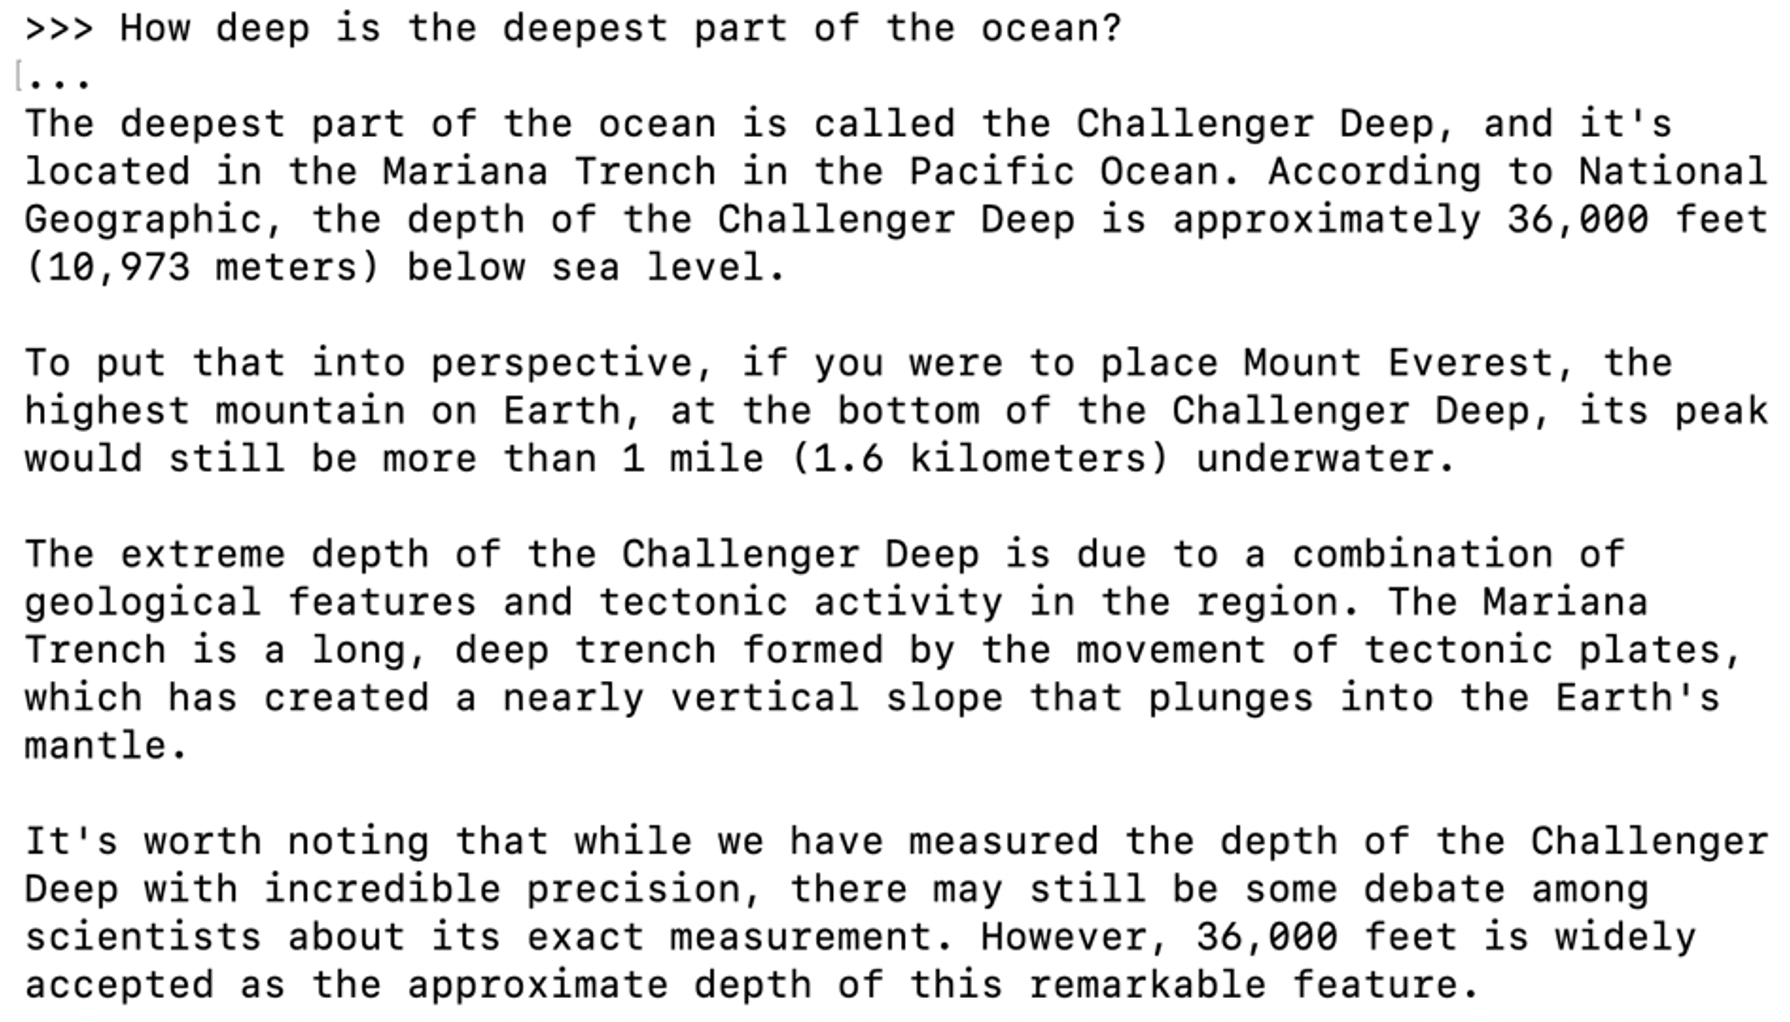 >>> How deep is the deepest part of the ocean?
[...
The deepest part of the ocean is called the Challenger Deep, and it's
located in the Mariana Trench in the Pacific Ocean. According to National
Geographic, the depth of the Challenger Deep is approximately 36,000 feet
(10,973 meters) below sea level.

To put that into perspective, if you were to place Mount Everest, the
highest mountain on Earth, at the bottom of the Challenger Deep, its peak
would still be more than 1 mile (1.6 kilometers) underwater.

The extreme depth of the Challenger Deep is due to a combination of
geological features and tectonic activity in the region. The Mariana
Trench is a long, deep trench formed by the movement of tectonic plates,
which has created a nearly vertical slope that plunges into the Earth's
mantle.

It's worth noting that while we have measured the depth of the Challenger
Deep with incredible precision, there may still be some debate among
scientists about its exact measurement. However, 36,000 feet is widely
accepted as the approximate depth of this remarkable feature.